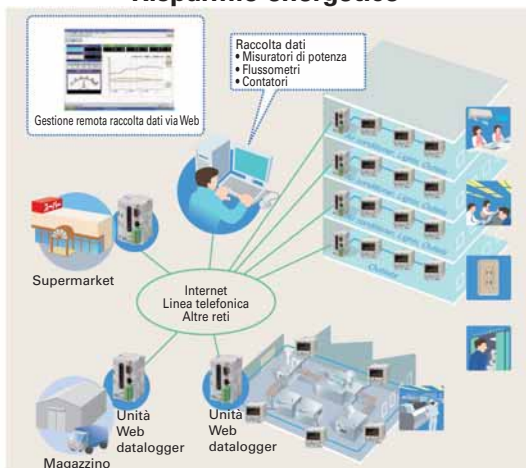 Risparmio energetico
Raccolta dati
• Misuratori di potenza
• Flussometri
• Contatori
Gestione remota raccolta dati via Web
Supermarket
Internet
Linea telefonica
Altre reti
Unità
Web
datalogger
Unità
Web
datalogger
Magazzino